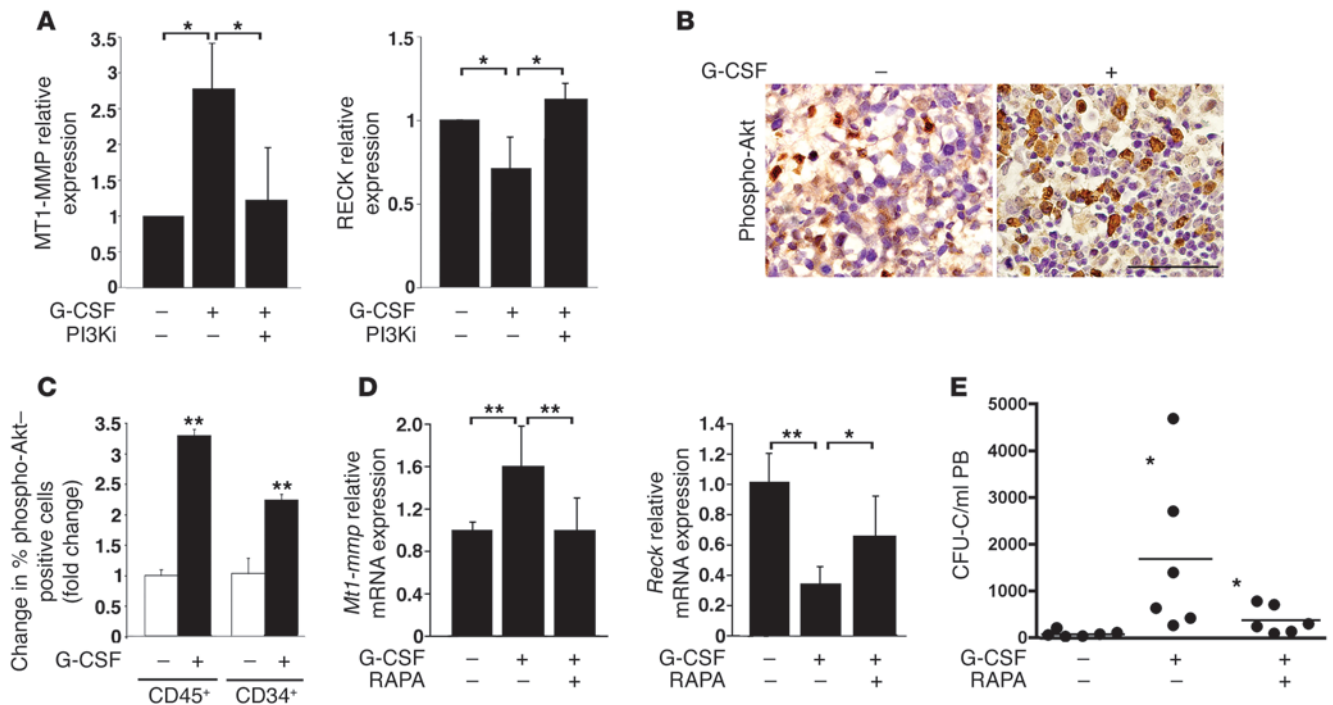 A
MT1-MMP relative
expression
3.5
3
2.5
2
1.5
1
0.5
0
* *
G-CSF − + +
PI3Ki − − +
RECK relative
expression
1.5
1
0.5
0
* *
G-CSF − + +
PI3Ki − − +
B
G-CSF − +
Phospho-Akt
C
Change in % phospho-Akt–
positive cells
(fold change)
3.5
3
2.5
2
1.5
1
0.5
0
** **
G-CSF − + − +
CD45+ CD34+
D
Mt1-mmp relative
mRNA expression
2.0
1.6
1.2
0.8
0.4
0
** **
G-CSF − + +
RAPA − − +
Reck relative
mRNA expression
1.4
1.2
1.0
0.8
0.6
0.4
0.2
0
** *
G-CSF − + +
RAPA − − +
E
CFU-C/ml PB
5000
4000
3000
2000
1000
0
* *
G-CSF − + +
RAPA − − +